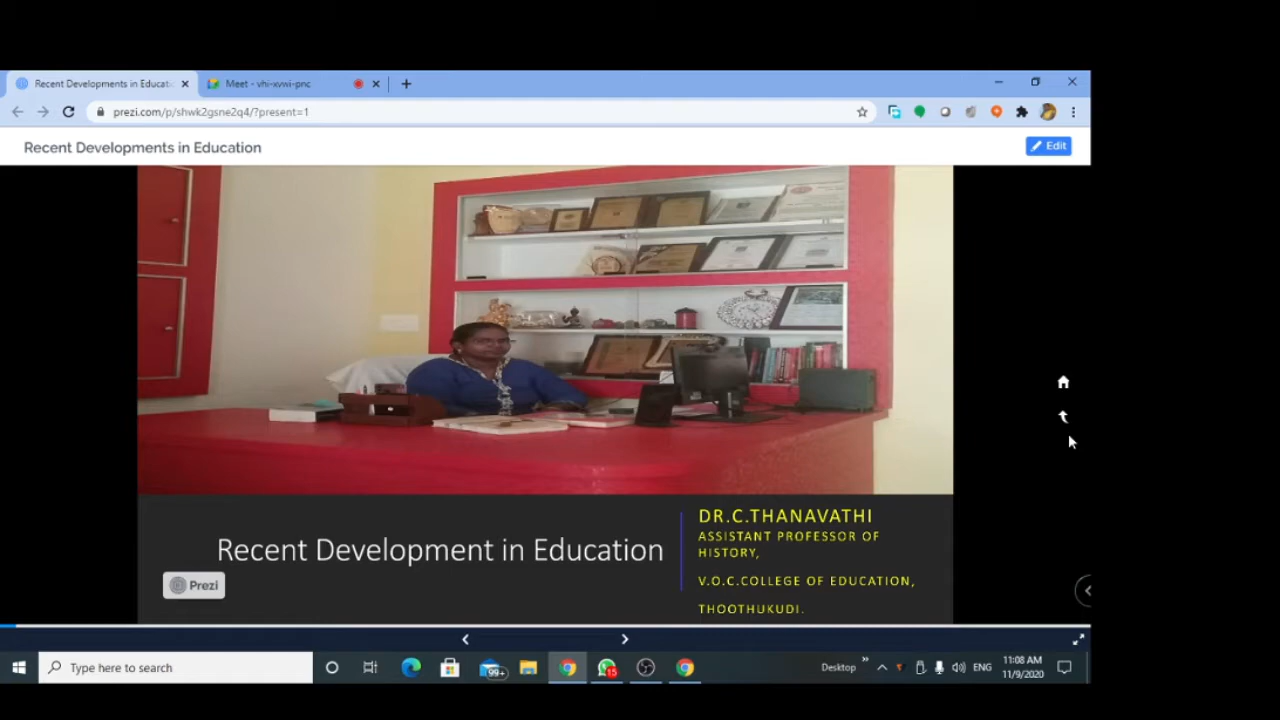 Recent Developments in Educati
Meet - vhi-xvwi-pnc
prezi.com/p/shwk2gsne2q4/?present=1
Recent Developments in Education
Edit
Recent Development in Education
Prezi
DR.C.THANAVATHI
ASSISTANT PROFESSOR OF
HISTORY,
V.O.C.COLLEGE OF EDUCATION,
THOOTHUKUDI.
Type here to search
99+
15
Desktop
ENG
11:08 AM
11/9/2020